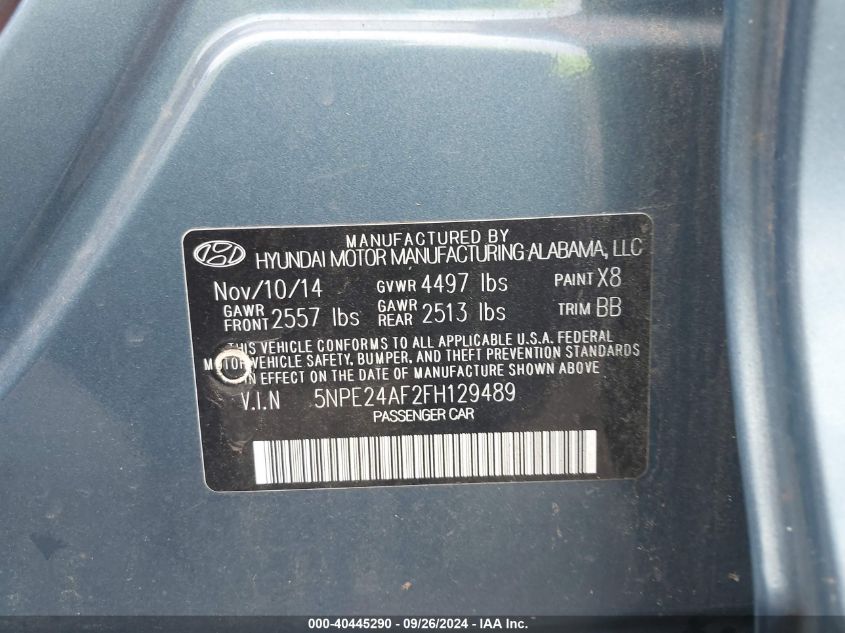 MANUFACTURED BY
HYUNDAI MOTOR MANUFACTURING ALABAMA, LLC
Nov/10/14 GVWR 4497 lbs PAINT X8
GAWR FRONT 2557 lbs GAWR REAR 2513 lbs TRIM BB
THIS VEHICLE CONFORMS TO ALL APPLICABLE U.S.A. FEDERAL
MOTOR VEHICLE SAFETY, BUMPER, AND THEFT PREVENTION STANDARDS
IN EFFECT ON THE DATE OF MANUFACTURE SHOWN ABOVE
V.I.N 5NPE24AF2FH129489
PASSENGER CAR
000-40445290 - 09/26/2024 - IAA Inc.